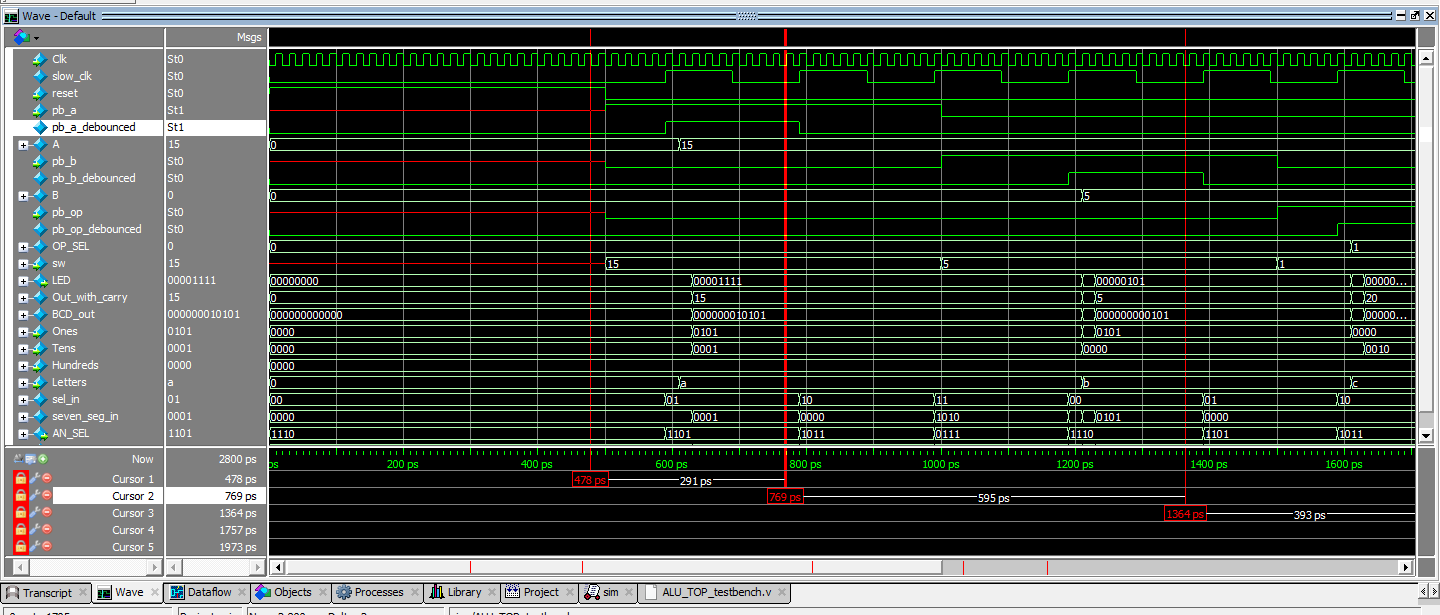 Wave - Default
Msgs
Clk St0
slow_clk St0
reset St0
pb_a St1
pb_a_debounced St1
A 15 0 15
pb_b St0
pb_b_debounced St0
B 0 0 5
pb_op St0
pb_op_debounced St0
OP_SEL 0 0 1
sw 15 15 5 1
LED 00001111 00000000 00001111 00000101 00000...
Out_with_carry 15 0 15 5 20
BCD_out 000000010101 000000000000 000000010101 000000000101 00000...
Ones 0101 0000 0101 0101 0000
Tens 0001 0000 0001 0000 0010
Hundreds 0000 0000
Letters a 0 a b c
sel_in 01 00 01 10 11 00 01 10
seven_seg_in 0001 0000 0001 0000 1010 0101 0000
AN_SEL 1101 1110 1101 1011 0111 1110 1101 1011
Now 2800 ps ps 200 ps 400 ps 600 ps 800 ps 1000 ps 1200 ps 1400 ps 1600 ps
Cursor 1 478 ps 478 ps 291 ps
Cursor 2 769 ps 769 ps 595 ps
Cursor 3 1364 ps 1364 ps 393 ps
Cursor 4 1757 ps
Cursor 5 1973 ps
Transcript Wave Dataflow Objects Processes Library Project sim ALU_TOP_testbench.v